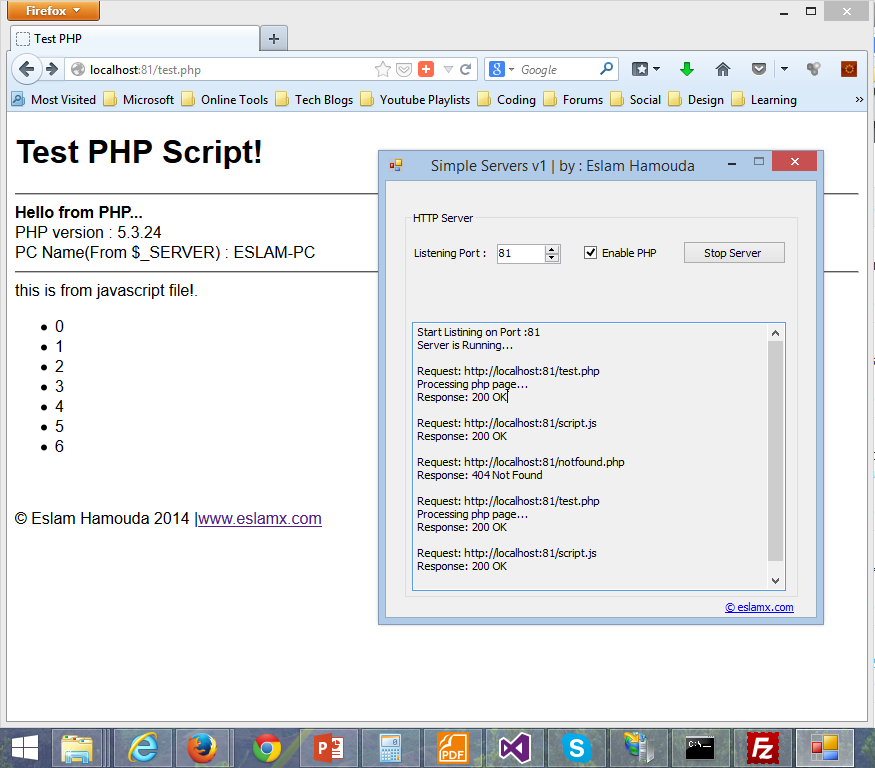 Firefox
Test PHP
localhost:81/test.php
Google
Most Visited Microsoft Online Tools Tech Blogs Youtube Playlists Coding Forums Social Design Learning »
Test PHP Script!
Hello from PHP...
PHP version : 5.3.24
PC Name(From $_SERVER) : ESLAM-PC
this is from javascript file!.
0
1
2
3
4
5
6
© Eslam Hamouda 2014 |www.eslamx.com
Simple Servers v1 | by : Eslam Hamouda
HTTP Server
Listening Port : 81 Enable PHP Stop Server
Start Listining on Port :81
Server is Running...
Request: http://localhost:81/test.php
Processing php page...
Response: 200 OK
Request: http://localhost:81/script.js
Response: 200 OK
Request: http://localhost:81/notfound.php
Response: 404 Not Found
Request: http://localhost:81/test.php
Processing php page...
Response: 200 OK
Request: http://localhost:81/script.js
Response: 200 OK
© eslamx.com